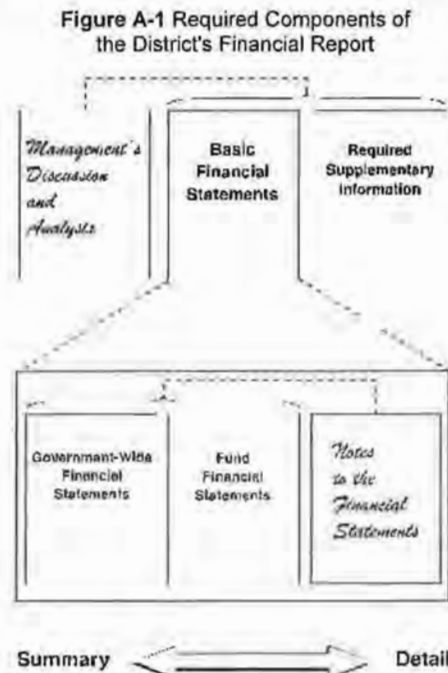 Figure A-1 Required Components of
the District's Financial Report
Management's
Discussion
and
Analysis
Basic
Financial
Statements
Required
Supplementary
Information
Government-Wide
Financial
Statements
Fund
Financial
Statements
Notes
to the
Financial
Statements
Summary
Detail